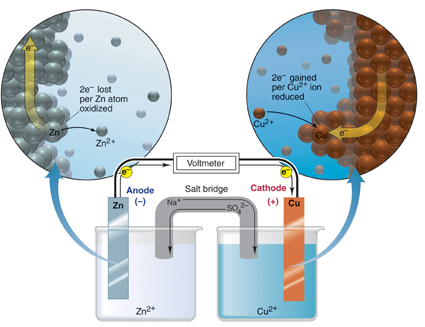 e⁻
2e⁻ lost
per Zn atom
oxidized
Zn
Zn²⁺
2e⁻ gained
per Cu²⁺ ion
reduced
Cu²⁺
Cu
e⁻
Voltmeter
e⁻
e⁻
Anode
(–)
Salt bridge
Cathode
(+)
Zn
Na⁺
SO₄²⁻
Cu
Zn²⁺
Cu²⁺